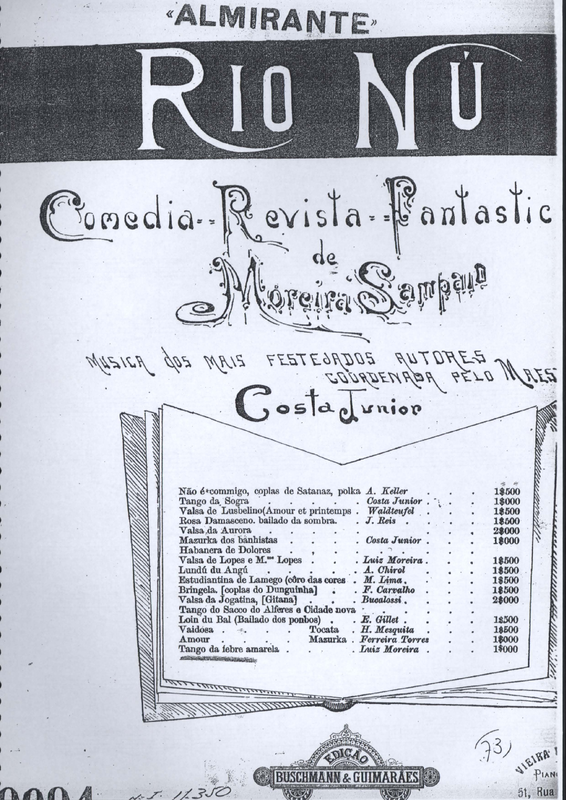 «ALMIRANTE»
RIO NÚ
Comedia--Revista--Fantastic
de
Moreira Sampaio
MUSICA DOS MAIS FESTEJADOS AUTORES
COORDENADA PELO MAES
Costa Junior
Não é commigo, coplas de Satanaz, polka A. Keller . . . 1$500
Tango da Sogra . . . . Costa Junior . . . 1$000
Valsa de Lusbelino(Amour et printemps . Waldteufel . . . 1$500
Rosa Damasceno. bailado da sombra. . J. Reis . . . 1$500
Valsa da Aurora . . . . . . . 2$000
Mazurka dos banhistas . . . Costa Junior . . . 1$000
Habanera de Dolores
Valsa de Lopes e M.me Lopes . . . Luiz Moreira . . . 1$500
Lundú do Angú . . . . A. Chirol . . . 1$500
Estudiantina de Lamego (côro das cores . M. Lima . . . 1$500
Bringela. [coplas do Dunguinha] . . F. Carvalho . . . 1$500
Valsa da Jogatina, [Gitana] . . . Bucalossi . . . 2$000
Tango do Sacco do Alferes e Cidade nova
Loin du Bal (Bailado dos pombos) . . E. Gillet . . . 1$500
Vaidosa . . . Tocata . H. Mesquita . . . 1$500
Amour . . . Mazurka . Ferreira Torres . . . 1$000
Tango da febre amarela . . . Luiz Moreira . . . 1$000
73
EDIÇÃO
BUSCHMANN & GUIMARÃES
VIEIRA
PIAN
51, Rua
11.350